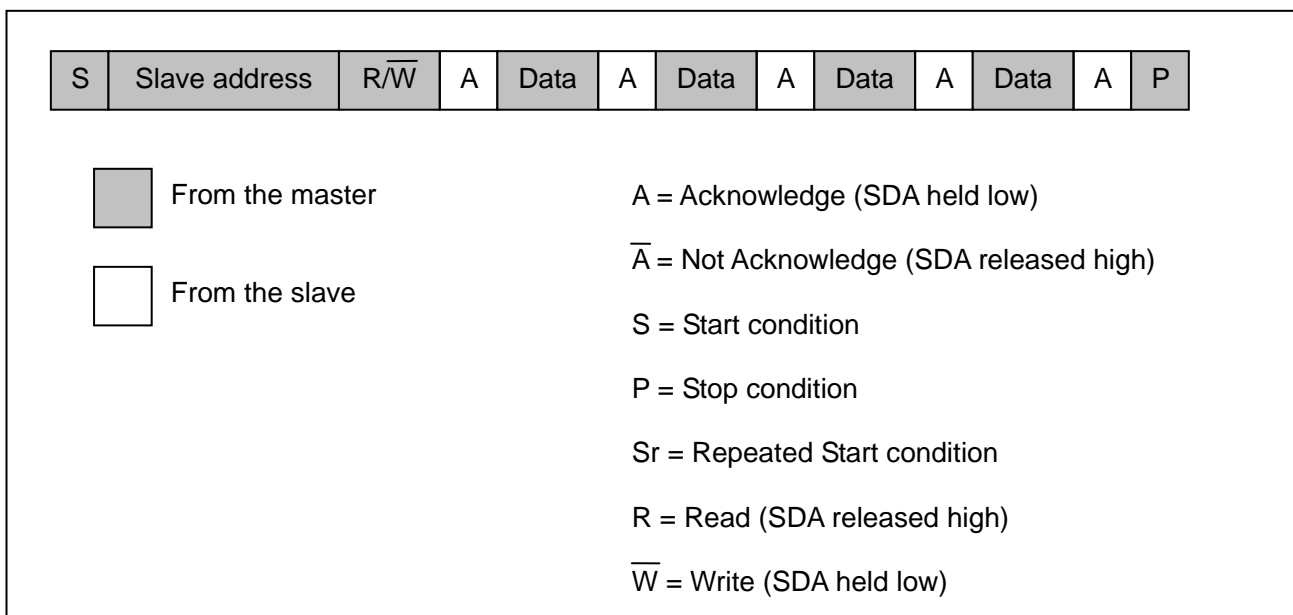 S Slave address R/W̅ A Data A Data A Data A Data A P
From the master
From the slave
A = Acknowledge (SDA held low)
A̅ = Not Acknowledge (SDA released high)
S = Start condition
P = Stop condition
Sr = Repeated Start condition
R = Read (SDA released high)
W̅ = Write (SDA held low)